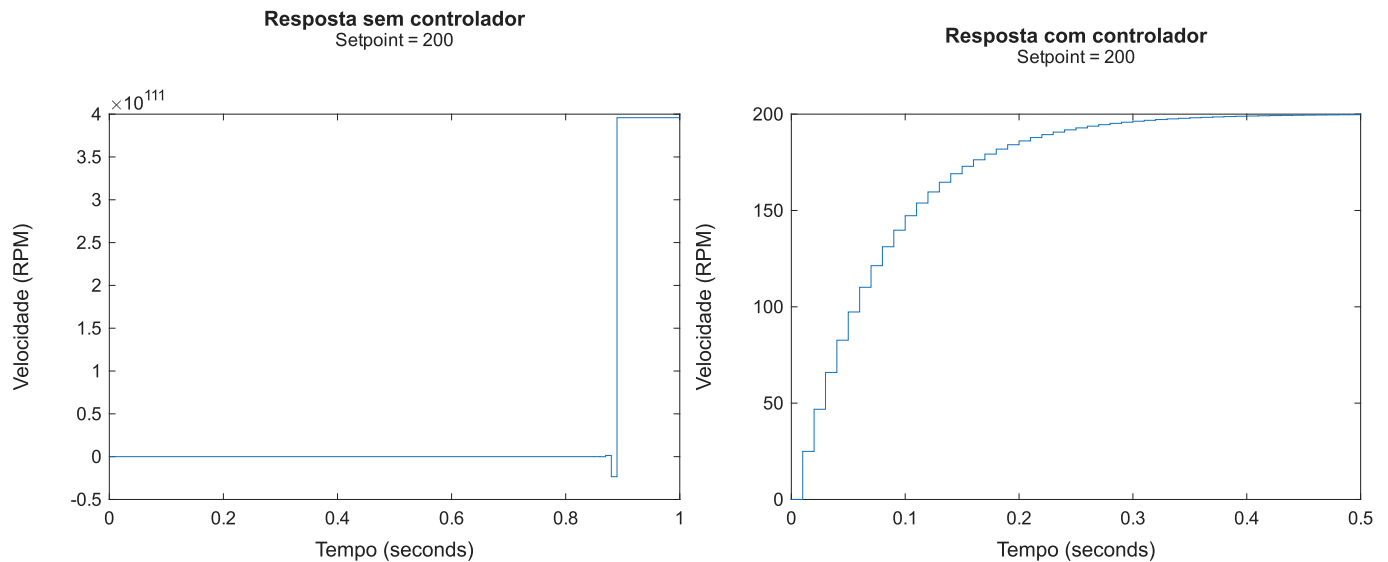 Resposta sem controlador
Setpoint = 200
×10^111
4
3.5
3
2.5
2
1.5
1
0.5
0
-0.5
0 0.2 0.4 0.6 0.8 1
Velocidade (RPM)
Tempo (seconds)
Resposta com controlador
Setpoint = 200
200
150
100
50
0
0 0.1 0.2 0.3 0.4 0.5
Velocidade (RPM)
Tempo (seconds)